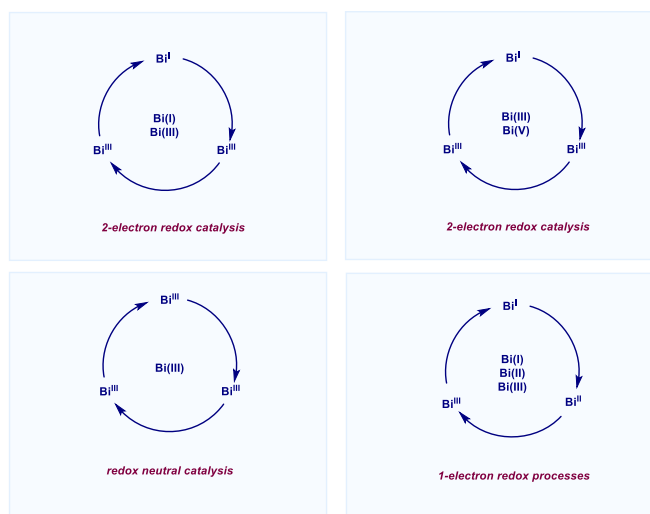 Bi^I
Bi(I)
Bi(III)
Bi^III
Bi^III
2-electron redox catalysis
Bi^I
Bi(III)
Bi(V)
Bi^III
Bi^III
2-electron redox catalysis
Bi^III
Bi(III)
Bi^III
Bi^III
redox neutral catalysis
Bi^I
Bi(I)
Bi(II)
Bi(III)
Bi^III
Bi^II
1-electron redox processes